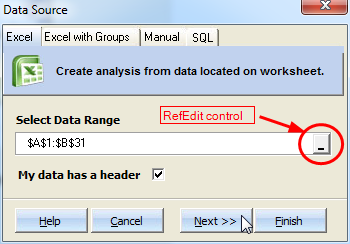 Data Source
Excel Excel with Groups Manual SQL
Create analysis from data located on worksheet.
RefEdit control
Select Data Range
$A$1:$B$31
My data has a header
Help Cancel Next >> Finish